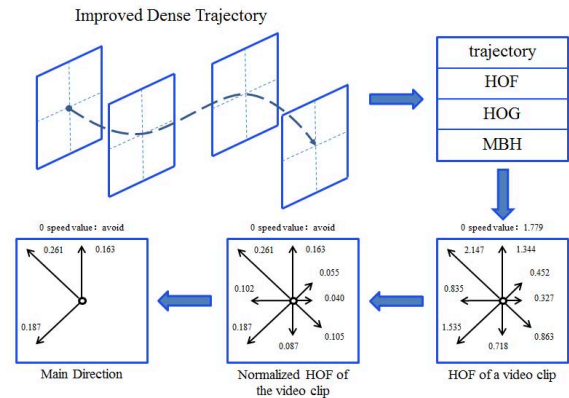 Improved Dense Trajectory
trajectory
HOF
HOG
MBH
0 speed value: avoid
0.261
0.163
0.187
Main Direction
0 speed value: avoid
0.261
0.163
0.055
0.102
0.040
0.187
0.105
0.087
Normalized HOF of
the video clip
0 speed value: 1.779
2.147
1.344
0.452
0.835
0.327
1.535
0.863
0.718
HOF of a video clip